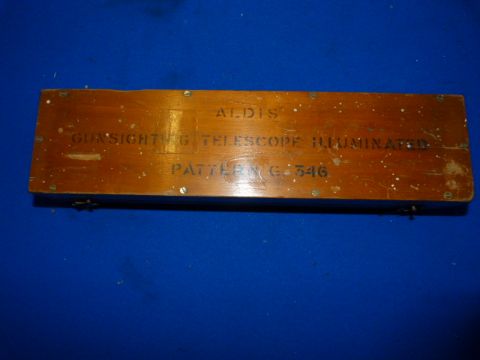 ALDIS
GUNSIGHTING TELESCOPE ILLUMINATED
PATTERN G. 346